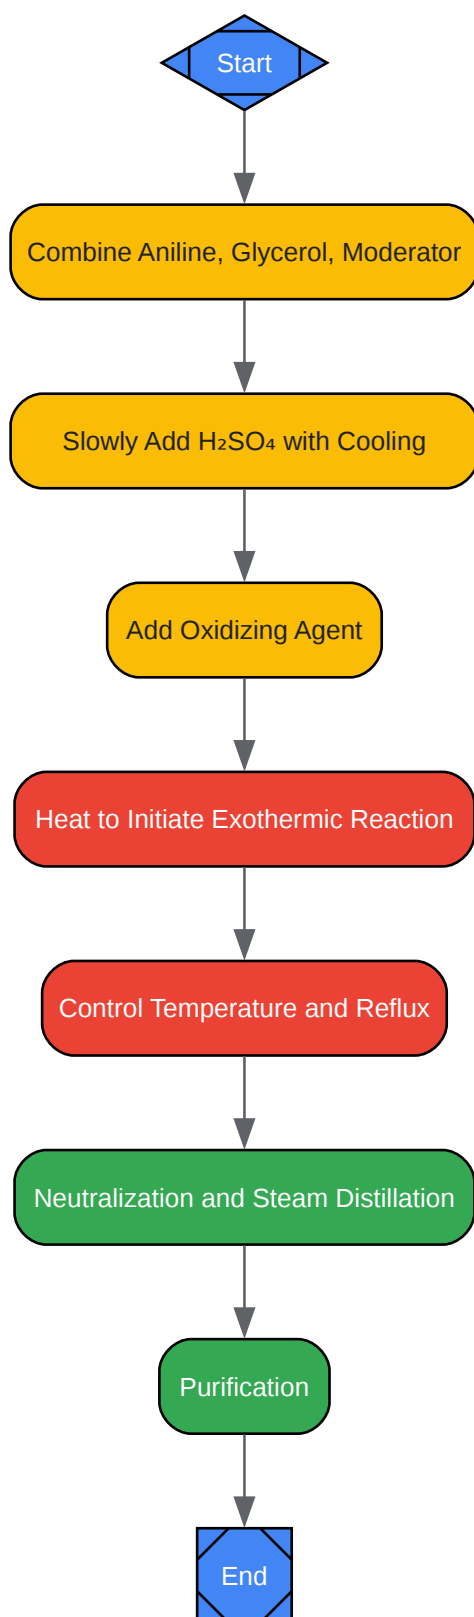 Start
Combine Aniline, Glycerol, Moderator
Slowly Add H₂SO₄ with Cooling
Add Oxidizing Agent
Heat to Initiate Exothermic Reaction
Control Temperature and Reflux
Neutralization and Steam Distillation
Purification
End